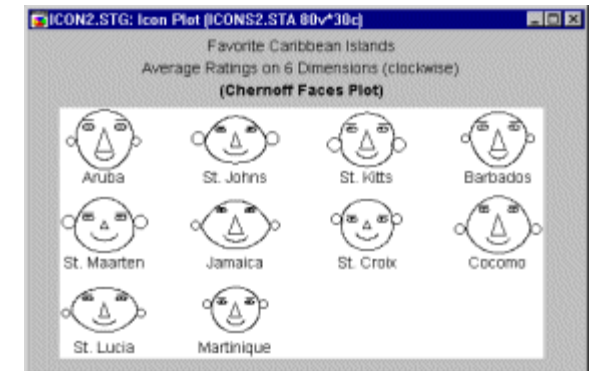 ICON2.STG: Icon Plot (ICONS2.STA 80v*30c)
Favorite Caribbean Islands
Average Ratings on 6 Dimensions (clockwise)
(Chernoff Faces Plot)
Aruba St. Johns St. Kitts Barbados
St. Maarten Jamaica St. Croix Cocomo
St. Lucia Martinique